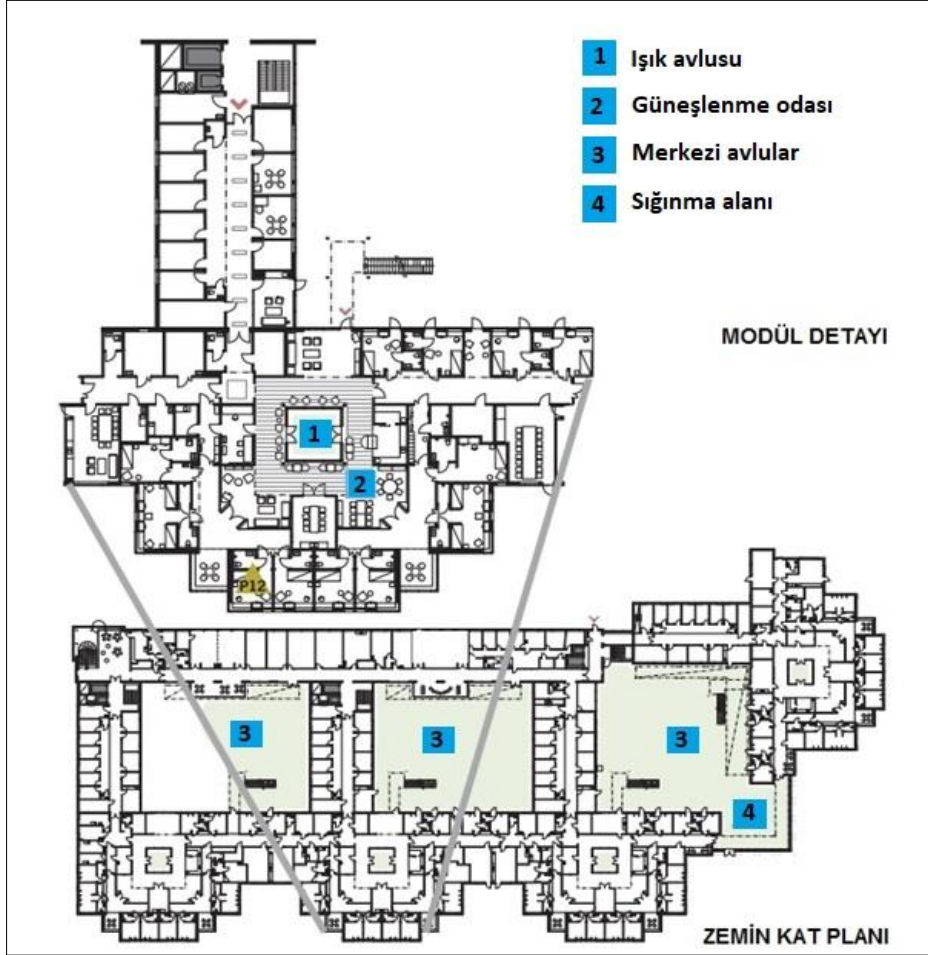 1 Işık avlusu
2 Güneşlenme odası
3 Merkezi avlular
4 Sığınma alanı
MODÜL DETAYI
1
2
P12
3
3
3
4
ZEMİN KAT PLANI